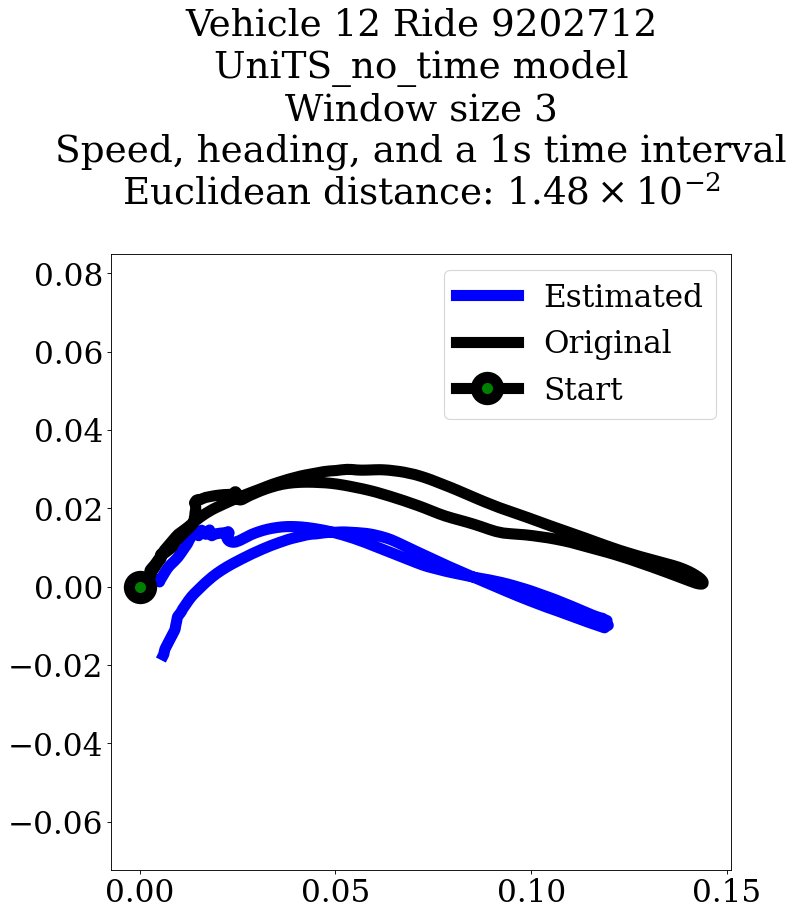 Vehicle 12 Ride 9202712
UniTS_no_time model
Window size 3
Speed, heading, and a 1s time interval
Euclidean distance: 1.48 × 10⁻²
Estimated
Original
Start
0.08
0.06
0.04
0.02
0.00
−0.02
−0.04
−0.06
0.00 0.05 0.10 0.15